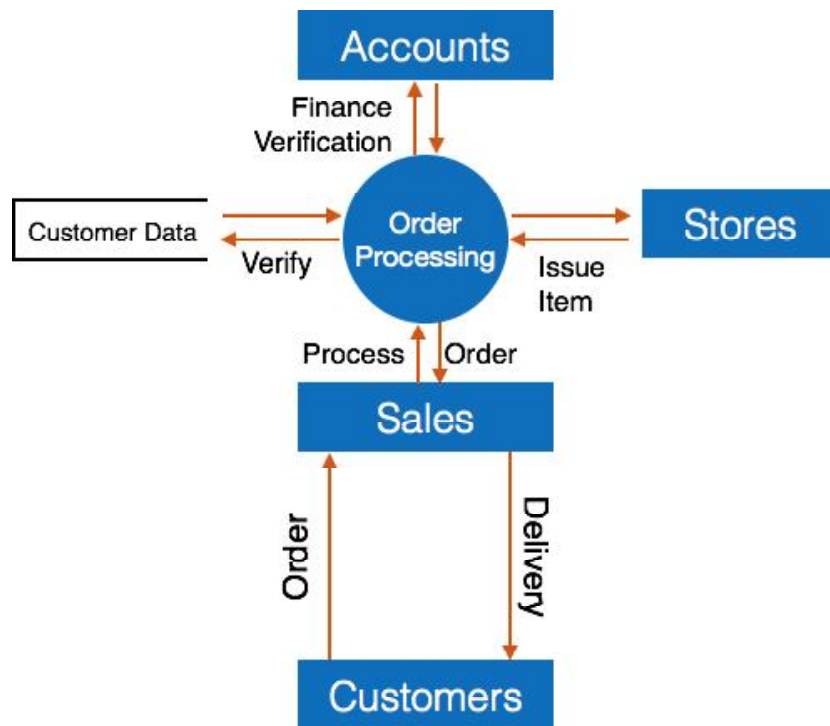 Accounts
Finance
Verification
Customer Data
Order
Processing
Stores
Verify
Issue
Item
Process
Order
Sales
Order
Delivery
Customers